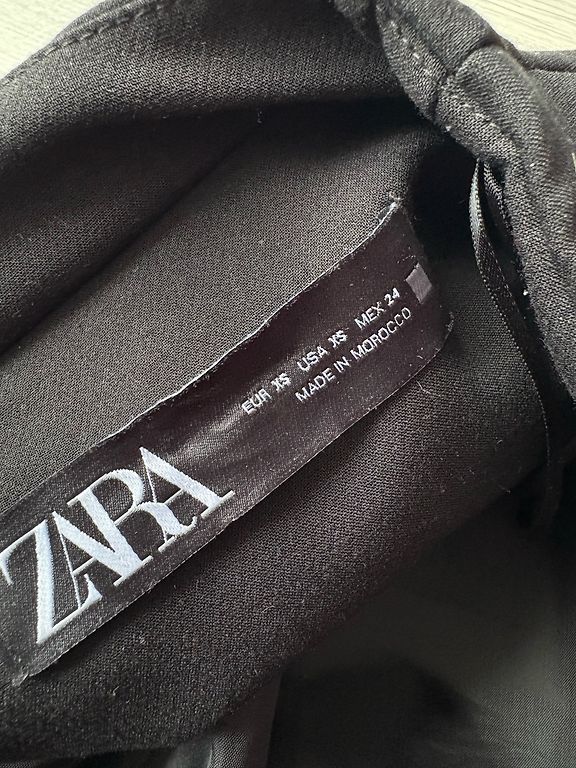 ZARA
EUR XS USA XS MEX 24
MADE IN MOROCCO